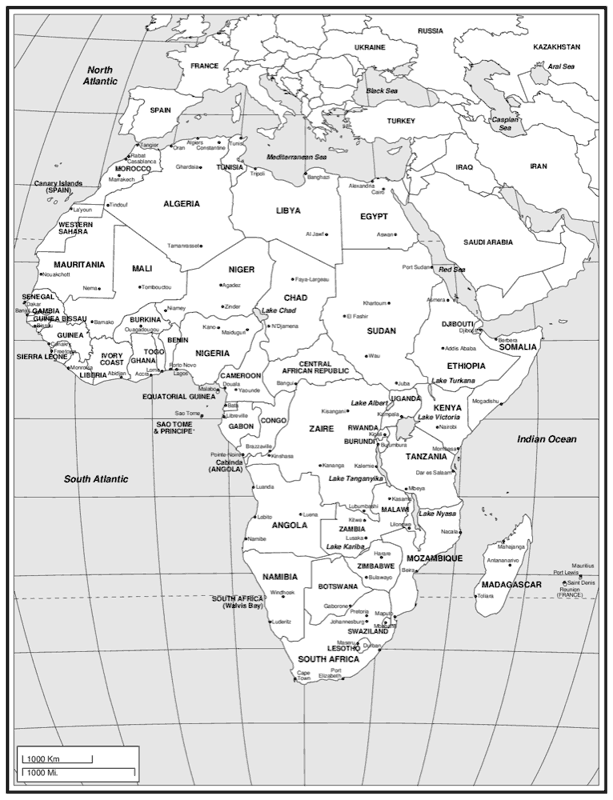 RUSSIA
KAZAKHSTAN
Aral Sea
UKRAINE
North
Atlantic
FRANCE
Black Sea
SPAIN
TURKEY
Caspian
Sea
Tangier
Algiers
Oran
Constantine
Tunis
Rabat
Casablanca
MOROCCO
Marrakech
Ghardaia
TUNISIA
Tripoli
Mediterranean Sea
Banghazi
Alexandria
Cairo
IRAQ
IRAN
Canary Islands
(SPAIN)
La'youn
Tindouf
ALGERIA
LIBYA
EGYPT
WESTERN
SAHARA
Al Jawf
Aswan
SAUDI ARABIA
Tamanrasset
MAURITANIA
Nouakchott
Nema
MALI
Tombouctou
NIGER
Agadez
CHAD
Faya-Largeau
Port Sudan
Red Sea
Zinder
Lake Chad
Khartoum
Asmera
SENEGAL
Dakar
GAMBIA
GUINEA BISSAU
Bissau
Bamako
BURKINA
Ouagadougou
Niamey
Kano
Maidugun
N'Djamena
El Fasher
SUDAN
DJIBOUTI
Djibouti
Berbera
SOMALIA
GUINEA
Conakry
Freetown
SIERRA LEONE
Monrovia
LIBERIA
IVORY
COAST
Abidjan
GHANA
Accra
TOGO
Lome
BENIN
Porto Novo
Lagos
NIGERIA
Wau
Addis Ababa
ETHIOPIA
CENTRAL
AFRICAN REPUBLIC
CAMEROON
Douala
Malabo
Yaounde
Bangui
Juba
Lake Turkana
EQUATORIAL GUINEA
Bata
Libreville
Sao Tome
SAO TOME
& PRINCIPE
GABON
CONGO
Kisangani
Lake Albert
UGANDA
Kampala
KENYA
Lake Victoria
Nairobi
Mogadishu
ZAIRE
RWANDA
Kigali
BURUNDI
Bujumbura
Indian Ocean
Brazzaville
Kinshasa
Pointe Noire
Cabinda
(ANGOLA)
Kananga
Kalemie
TANZANIA
Mombassa
Dar es Salaam
South Atlantic
Lake Tanganyika
Luanda
Mbeya
Kasama
Lobito
Luena
ANGOLA
Lubumbashi
Kitwe
MALAWI
Lilongwe
Lake Nyasa
ZAMBIA
Lusaka
Namibe
Lake Kariba
Nacala
Harare
MOZAMBIQUE
Mahajanga
Antananarivo
ZIMBABWE
Bulawayo
Beira
NAMIBIA
BOTSWANA
Windhoek
SOUTH AFRICA
(Walvis Bay)
MADAGASCAR
Toliara
Mauritius
Port Lewis
Saint Denis
Reunion
(FRANCE)
Gaborone
Pretoria
Johannesburg
Maputo
Luderitz
SWAZILAND
Maseru
LESOTHO
Durban
SOUTH AFRICA
Cape
Town
Port
Elizabeth
1000 Km
1000 Mi.